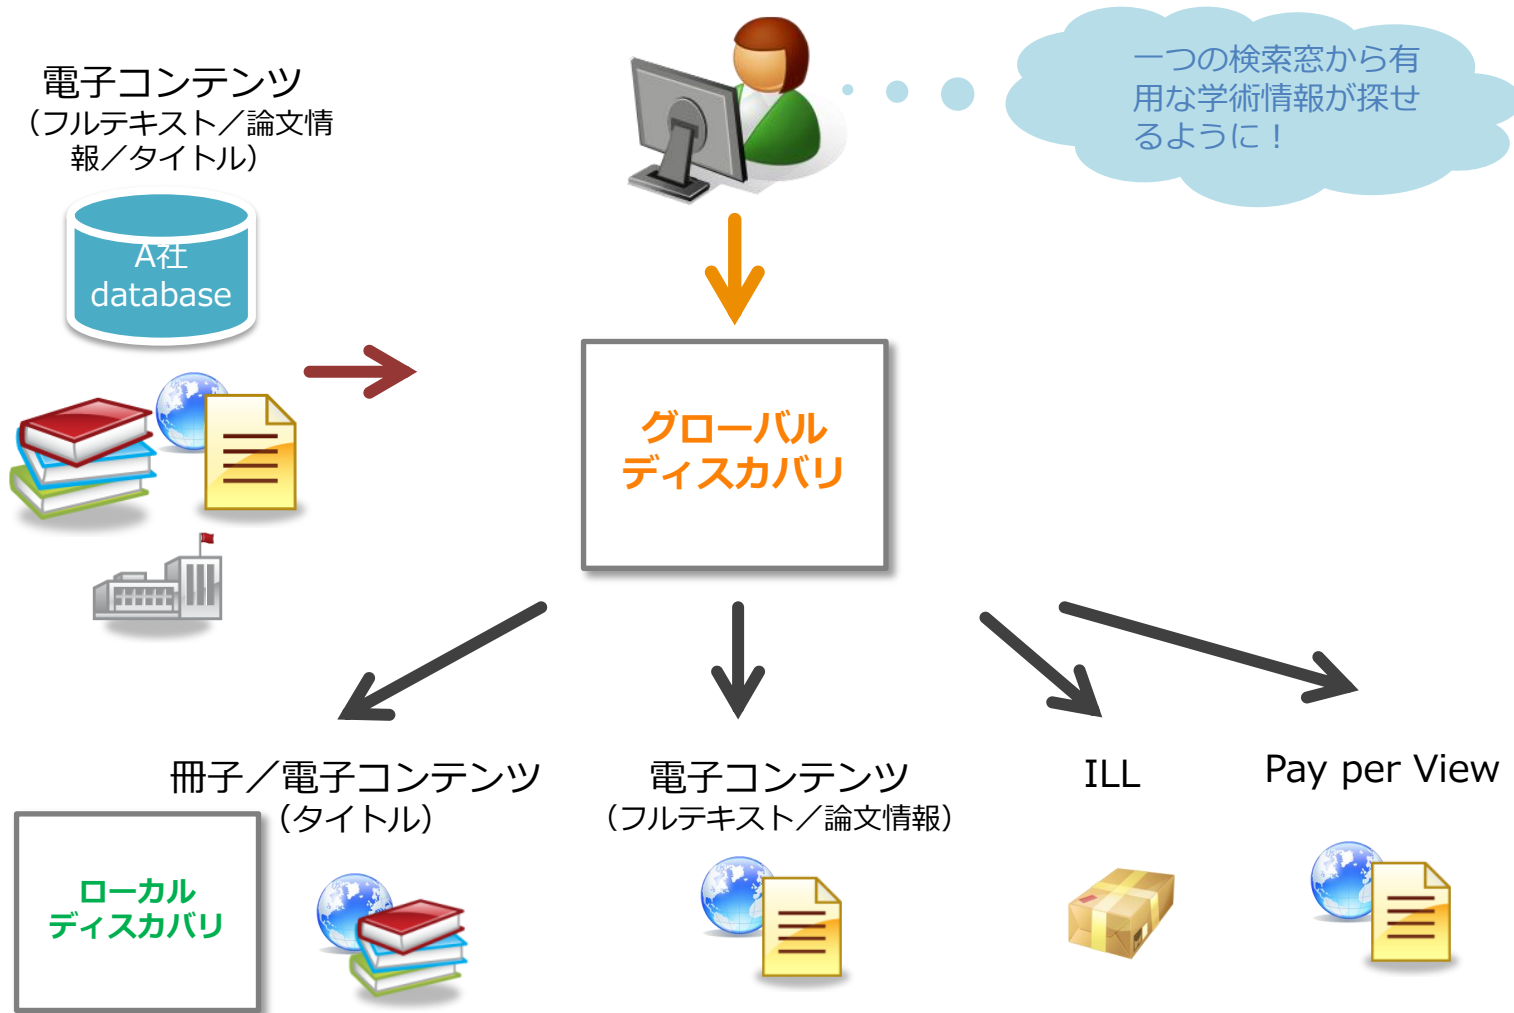 電子コンテンツ
（フルテキスト／論文情
報／タイトル）
A社
database
一つの検索窓から有
用な学術情報が探せ
るように！
グローバル
ディスカバリ
冊子／電子コンテンツ
（タイトル）
ローカル
ディスカバリ
電子コンテンツ
（フルテキスト／論文情報）
ILL
Pay per View